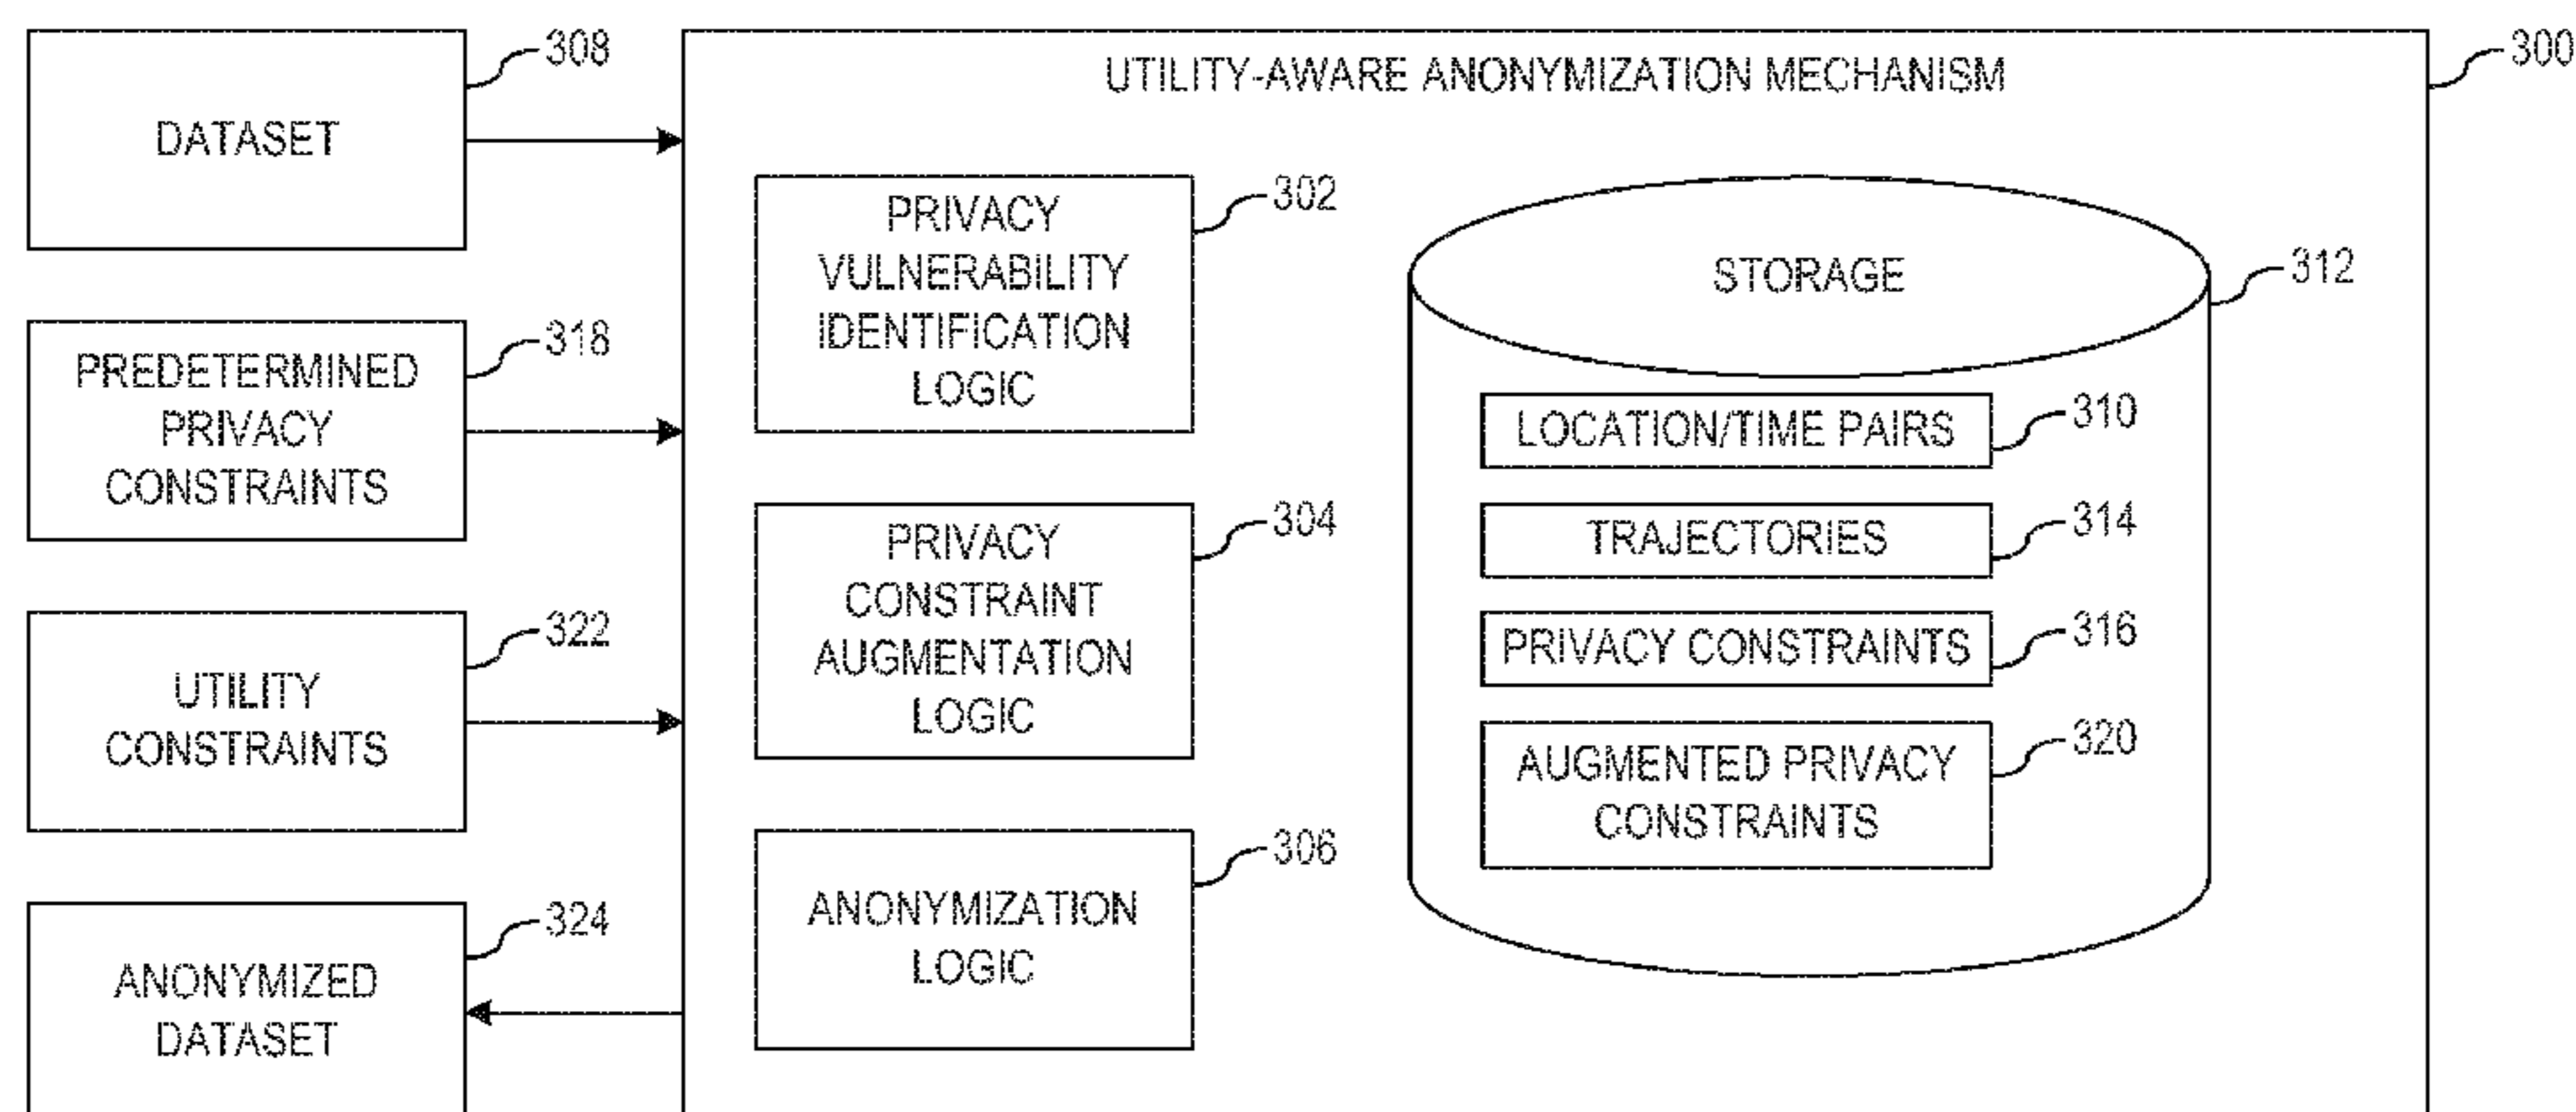 DATASET
308
PREDETERMINED
PRIVACY
CONSTRAINTS
318
UTILITY
CONSTRAINTS
322
ANONYMIZED
DATASET
324
UTILITY-AWARE ANONYMIZATION MECHANISM
300
PRIVACY
VULNERABILITY
IDENTIFICATION
LOGIC
302
PRIVACY
CONSTRAINT
AUGMENTATION
LOGIC
304
ANONYMIZATION
LOGIC
306
STORAGE
312
LOCATION/TIME PAIRS
310
TRAJECTORIES
314
PRIVACY CONSTRAINTS
316
AUGMENTED PRIVACY
CONSTRAINTS
320